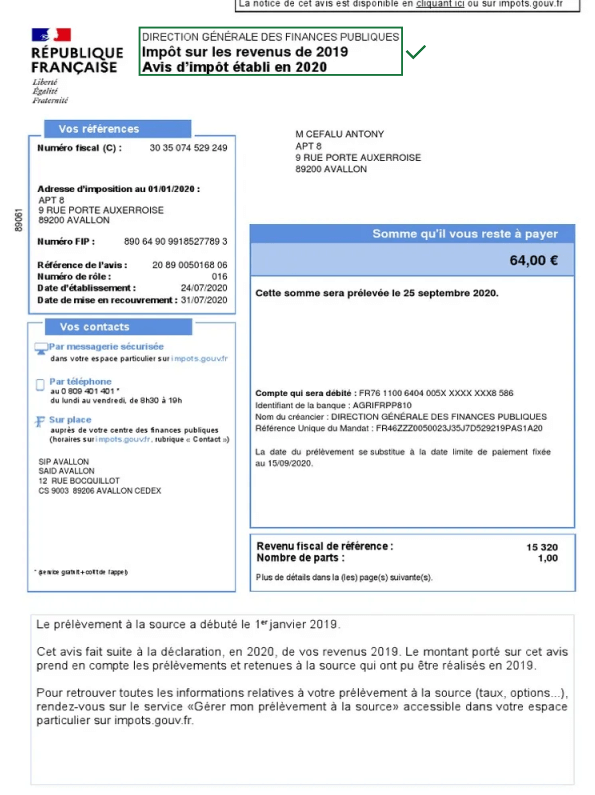 La notice de cet avis est disponible en cliquant ici ou sur impots.gouv.fr
RÉPUBLIQUE
FRANÇAISE
Liberté
Égalité
Fraternité
DIRECTION GÉNÉRALE DES FINANCES PUBLIQUES
Impôt sur les revenus de 2019
Avis d'impôt établi en 2020
Vos références
Numéro fiscal (C) : 30 35 074 529 249
Adresse d'imposition au 01/01/2020 :
APT 8
9 RUE PORTE AUXERROISE
89200 AVALLON
Numéro FIP : 890 64 90 9918527789 3
Référence de l'avis : 20 89 0050168 06
Numéro de rôle : 016
Date d'établissement : 24/07/2020
Date de mise en recouvrement : 31/07/2020
89061
M CEFALU ANTONY
APT 8
9 RUE PORTE AUXERROISE
89200 AVALLON
Somme qu'il vous reste à payer
64,00 €
Cette somme sera prélevée le 25 septembre 2020.
Compte qui sera débité : FR76 1100 6404 005X XXXX XXX8 586
Identifiant de la banque : AGRIFRPP810
Nom du créancier : DIRECTION GÉNÉRALE DES FINANCES PUBLIQUES
Référence Unique du Mandat : FR46ZZZ0050023J35J7D529219PAS1A20
La date du prélèvement se substitue à la date limite de paiement fixée
au 15/09/2020.
Vos contacts
Par messagerie sécurisée
dans votre espace particulier sur impots.gouv.fr
Par téléphone
au 0 809 401 401 *
du lundi au vendredi, de 8h30 à 19h
Sur place
auprès de votre centre des finances publiques
(horaires sur impots.gouv.fr, rubrique « Contact »)
SIP AVALLON
SAID AVALLON
12 RUE BOCQUILLOT
CS 9003 89206 AVALLON CEDEX
* (service gratuit + coût de l'appel)
Revenu fiscal de référence : 15 320
Nombre de parts : 1,00
Plus de détails dans la (les) page(s) suivante(s).
Le prélèvement à la source a débuté le 1er janvier 2019.
Cet avis fait suite à la déclaration, en 2020, de vos revenus 2019. Le montant porté sur cet avis
prend en compte les prélèvements et retenues à la source qui ont pu être réalisés en 2019.
Pour retrouver toutes les informations relatives à votre prélèvement à la source (taux, options...),
rendez-vous sur le service «Gérer mon prélèvement à la source» accessible dans votre espace
particulier sur impots.gouv.fr.